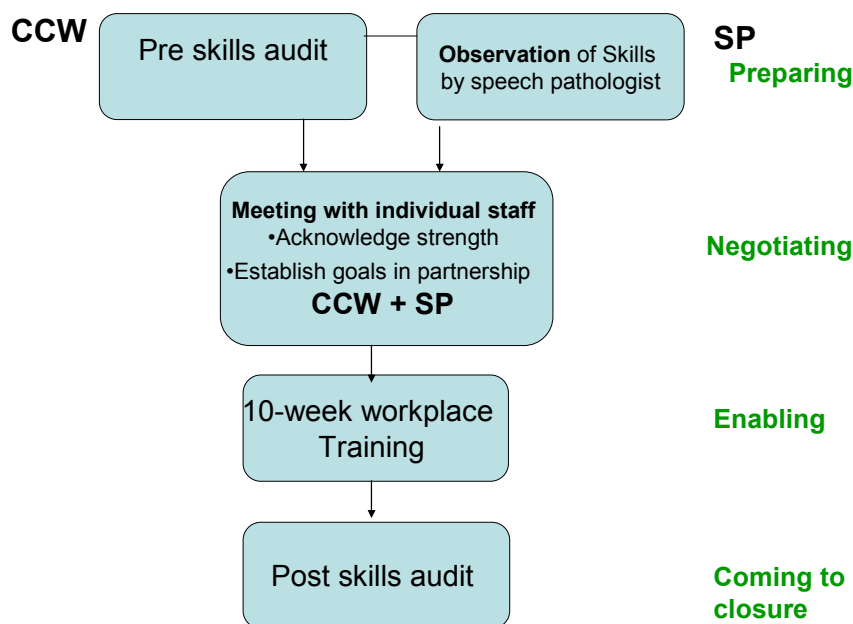 CCW
Pre skills audit
Observation of Skills
by speech pathologist
SP
Preparing
Meeting with individual staff
•Acknowledge strength
•Establish goals in partnership
CCW + SP
Negotiating
10-week workplace
Training
Enabling
Post skills audit
Coming to
closure